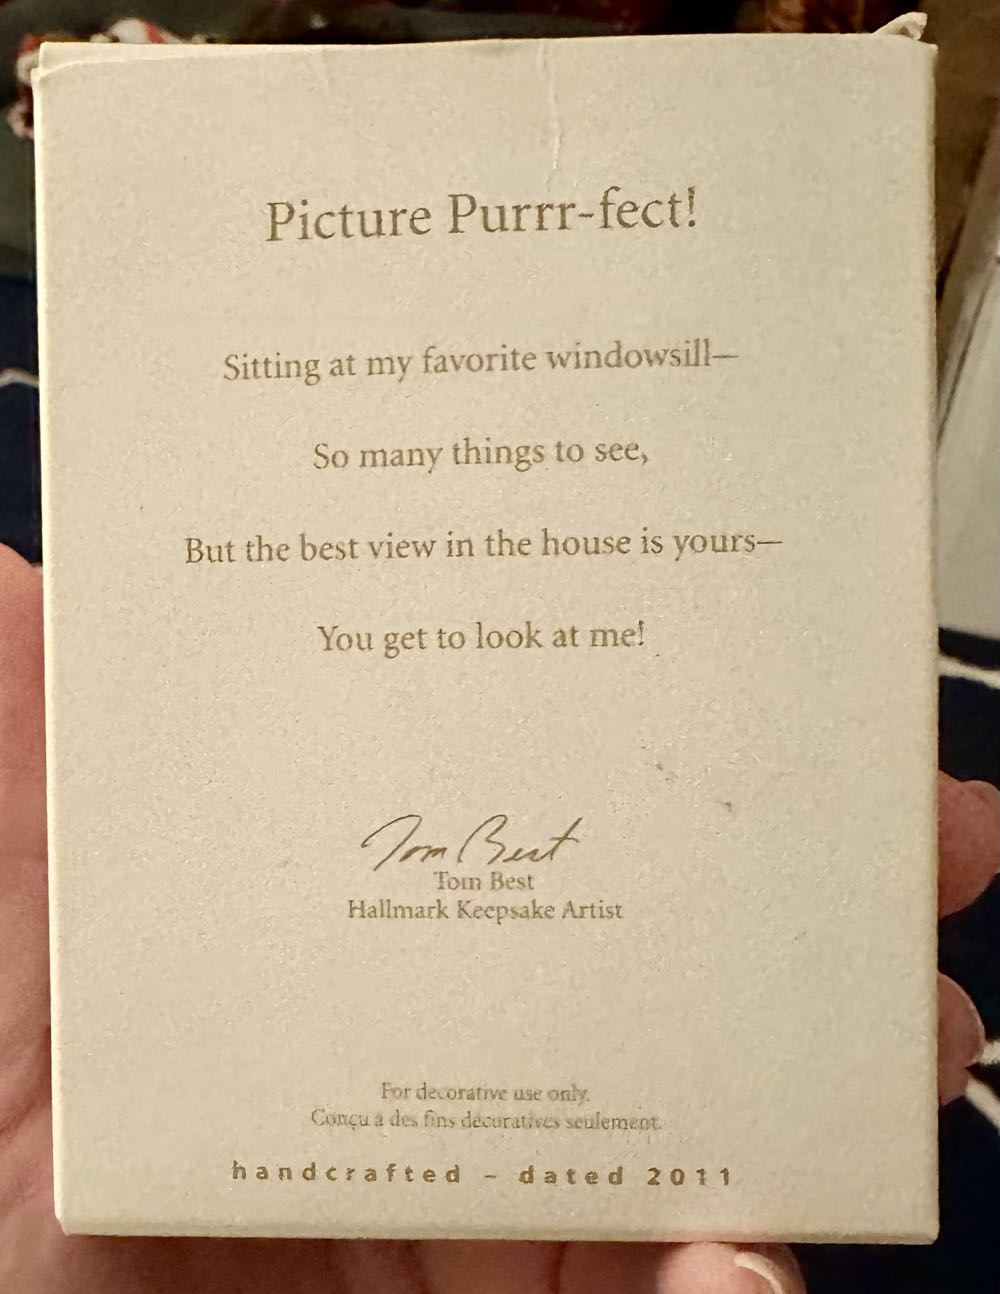 Picture Purrr-fect!
Sitting at my favorite windowsill—
So many things to see,
But the best view in the house is yours—
You get to look at me!
Tom Best
Tom Best
Hallmark Keepsake Artist
For decorative use only.
Conçu à des fins décoratives seulement.
handcrafted – dated 2011